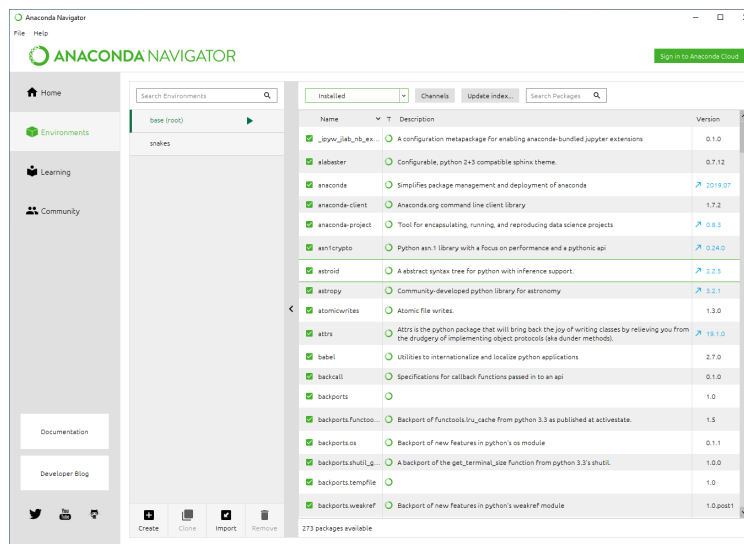 Anaconda Navigator
File Help
ANACONDA NAVIGATOR
Sign in to Anaconda Cloud
Home
Environments
Learning
Community
Documentation
Developer Blog
You Tube
Search Environments
base (root)
snakes
Create Clone Import Remove
Installed Channels Update index... Search Packages
Name T Description Version
_ipyw_jlab_nb_ex... A configuration metapackage for enabling anaconda-bundled jupyter extensions 0.1.0
alabaster Configurable, python 2+3 compatible sphinx theme. 0.7.12
anaconda Simplifies package management and deployment of anaconda 2019.07
anaconda-client Anaconda.org command line client library 1.7.2
anaconda-project Tool for encapsulating, running, and reproducing data science projects 0.8.3
asn1crypto Python asn.1 library with a focus on performance and a pythonic api 0.24.0
astroid A abstract syntax tree for python with inference support. 2.2.5
astropy Community-developed python library for astronomy 3.2.1
atomicwrites Atomic file writes. 1.3.0
attrs Attrs is the python package that will bring back the joy of writing classes by relieving you from 19.1.0
the drudgery of implementing object protocols (aka dunder methods).
babel Utilities to internationalize and localize python applications 2.7.0
backcall Specifications for callback functions passed in to an api 0.1.0
backports 1.0
backports.functoo... Backport of functools.lru_cache from python 3.3 as published at activestate. 1.5
backports.os Backport of new features in python's os module 0.1.1
backports.shutil_g... A backport of the get_terminal_size function from python 3.3's shutil. 1.0.0
backports.tempfile 1.0
backports.weakref Backport of new features in python's weakref module 1.0.post1
273 packages available